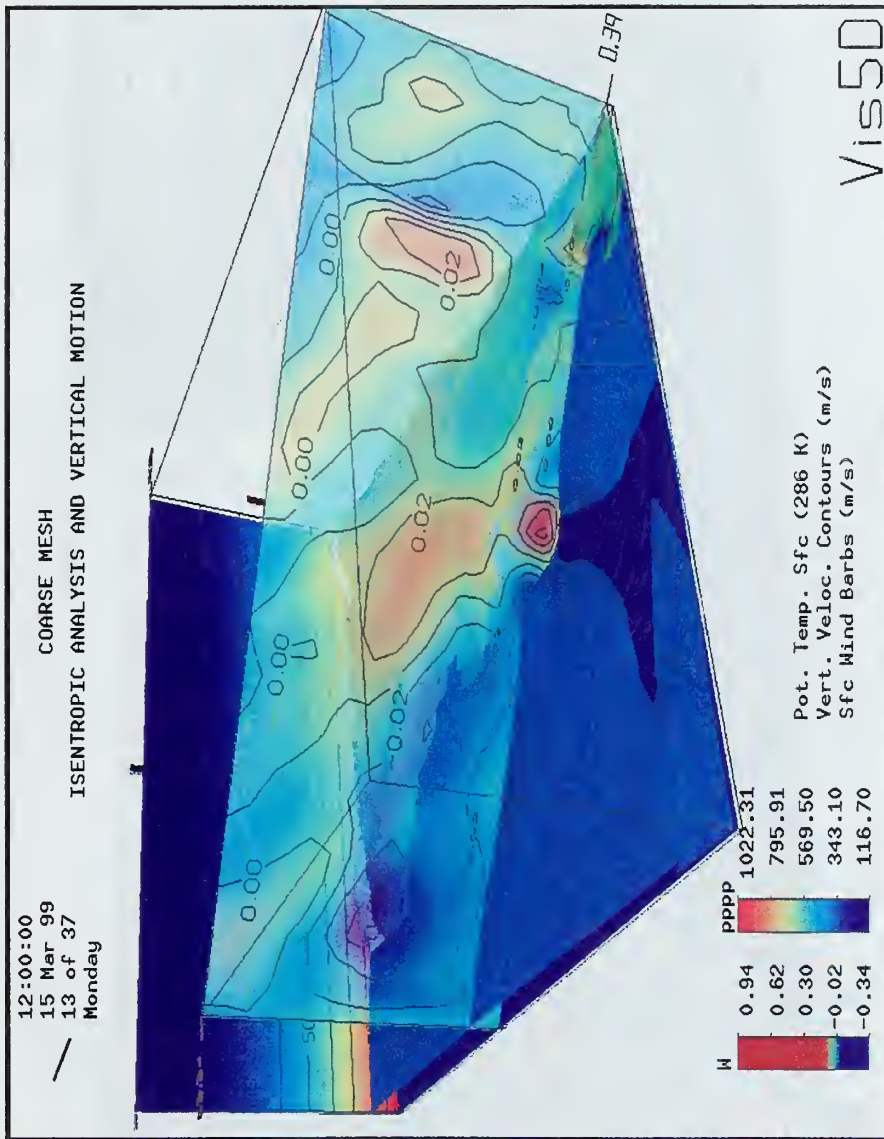 12:00:00
15 Mar 99
13 of 37
Monday
COARSE MESH
ISENTROPIC ANALYSIS AND VERTICAL MOTION
0.39
0.00
0.02
0.00
0.02
0.00
-0.02
0.00
50
W
0.94
0.62
0.30
-0.02
-0.34
PPPP
1022.31
795.91
569.50
343.10
116.70
Pot. Temp. Sfc (286 K)
Vert. Veloc. Contours (m/s)
Sfc Wind Barbs (m/s)
Vis5D